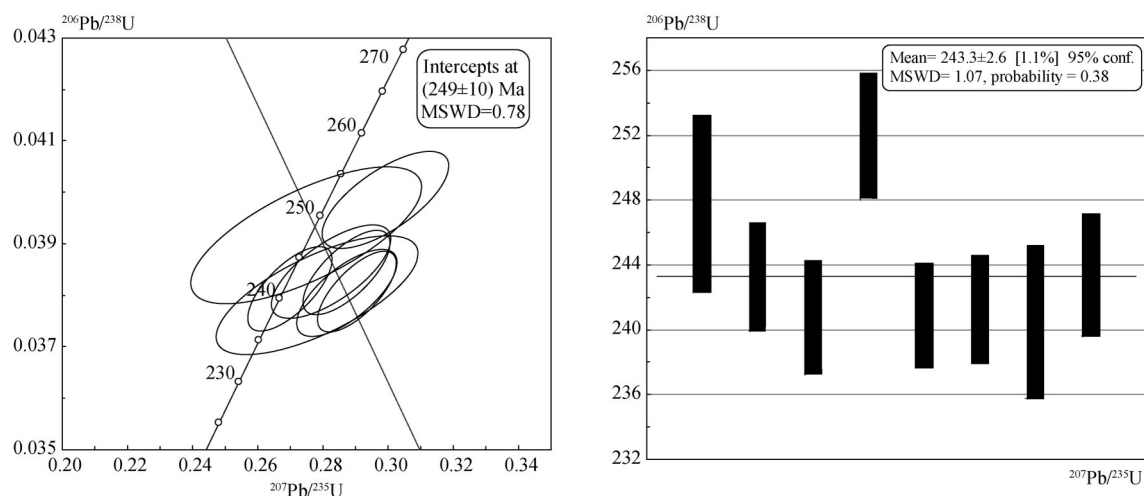 ²⁰⁶Pb/²³⁸U
0.043
0.041
0.039
0.037
0.035
0.20
0.22
0.24
0.26
0.28
0.30
0.32
0.34
²⁰⁷Pb/²³⁵U
270
260
250
240
230
Intercepts at
(249±10) Ma
MSWD=0.78
²⁰⁶Pb/²³⁸U
256
252
248
244
240
236
232
Mean= 243.3±2.6 [1.1%] 95% conf.
MSWD= 1.07, probability = 0.38
²⁰⁷Pb/²³⁵U